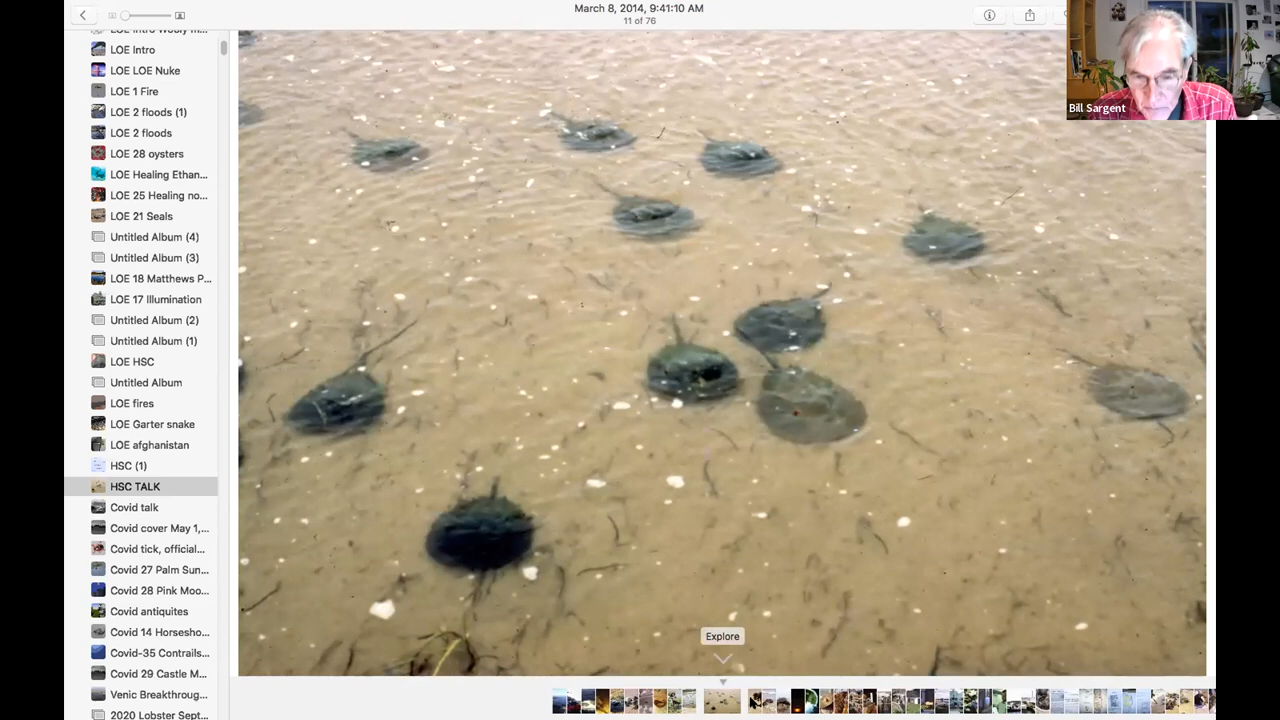 March 8, 2014, 9:41:10 AM
11 of 76
LOE Intro
LOE LOE Nuke
LOE 1 Fire
LOE 2 floods (1)
LOE 2 floods
LOE 28 oysters
LOE Healing Ethan...
LOE 25 Healing no...
LOE 21 Seals
Untitled Album (4)
Untitled Album (3)
LOE 18 Matthews P...
LOE 17 Illumination
Untitled Album (2)
Untitled Album (1)
LOE HSC
Untitled Album
LOE fires
LOE Garter snake
LOE afghanistan
HSC (1)
HSC TALK
Covid talk
Covid cover May 1,...
Covid tick, official...
Covid 27 Palm Sun...
Covid 28 Pink Moo...
Covid antiquites
Covid 14 Horsesho...
Covid-35 Contrails...
Covid 29 Castle M...
Venic Breakthroug...
2020 Lobster Sept...
Explore
Bill Sargent